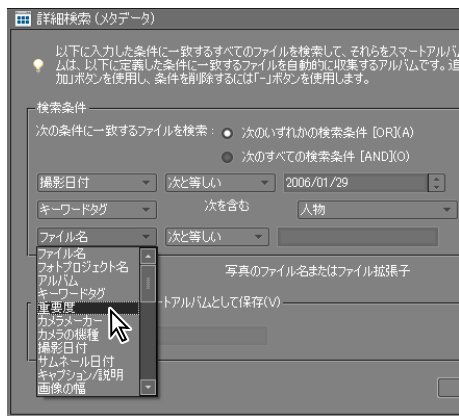 詳細検索(メタデータ)
以下に入力した条件に一致するすべてのファイルを検索して、それらをスマートアルバ
ムは、以下に定義した条件に一致するファイルを自動的に収集するアルバムです。追
加」ボタンを使用し、条件を削除するには「-」ボタンを使用します。
検索条件
次の条件に一致するファイルを検索:
次のいずれかの検索条件 [OR](A)
次のすべての検索条件 [AND](O)
撮影日付 次と等しい 2006/01/29
キーワードタグ 次を含む 人物
ファイル名 次と等しい
ファイル名
フォトプロジェクト名
アルバム
キーワードタグ
重要度
カメラメーカー
カメラの機種
撮影日付
サムネール日付
キャプション/説明
画像の幅
写真のファイル名またはファイル拡張子
トアルバムとして保存(V)